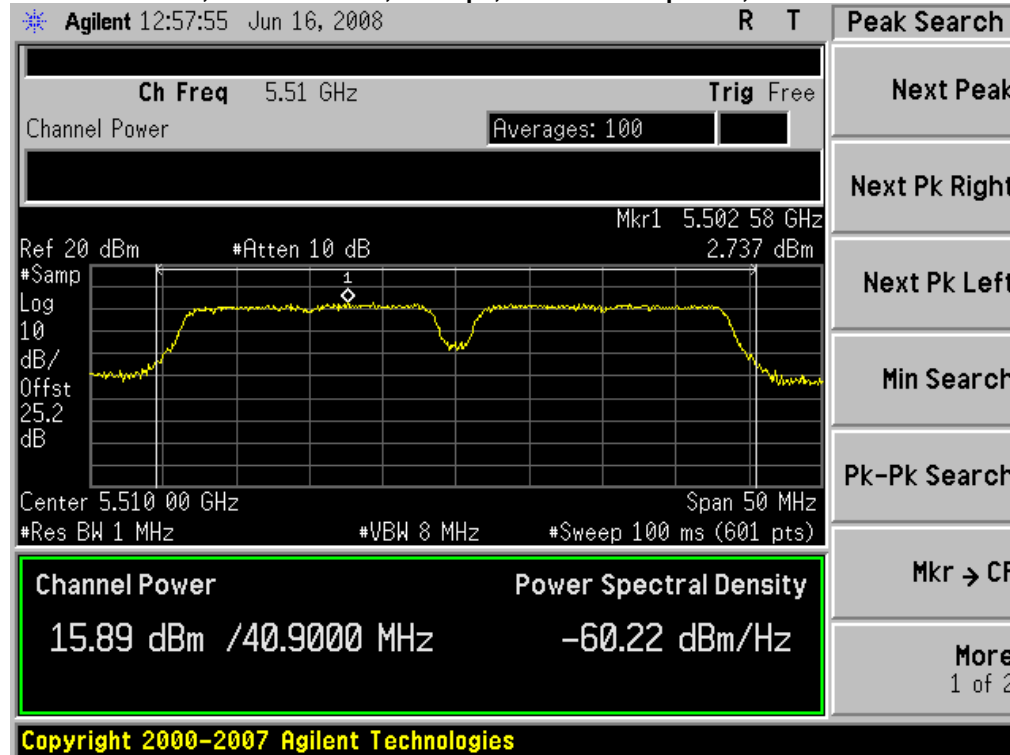 Agilent 12:57:55 Jun 16, 2008 R T
Peak Search
Ch Freq 5.51 GHz Trig Free
Channel Power Averages: 100
Mkr1 5.502 58 GHz
Ref 20 dBm #Atten 10 dB 2.737 dBm
#Samp
Log
10
dB/
Offst
25.2
dB
1
Center 5.510 00 GHz Span 50 MHz
#Res BW 1 MHz #VBW 8 MHz #Sweep 100 ms (601 pts)
Channel Power Power Spectral Density
15.89 dBm /40.9000 MHz -60.22 dBm/Hz
Copyright 2000-2007 Agilent Technologies
Next Peak
Next Pk Right
Next Pk Left
Min Search
Pk-Pk Search
Mkr → CF
More
1 of 2